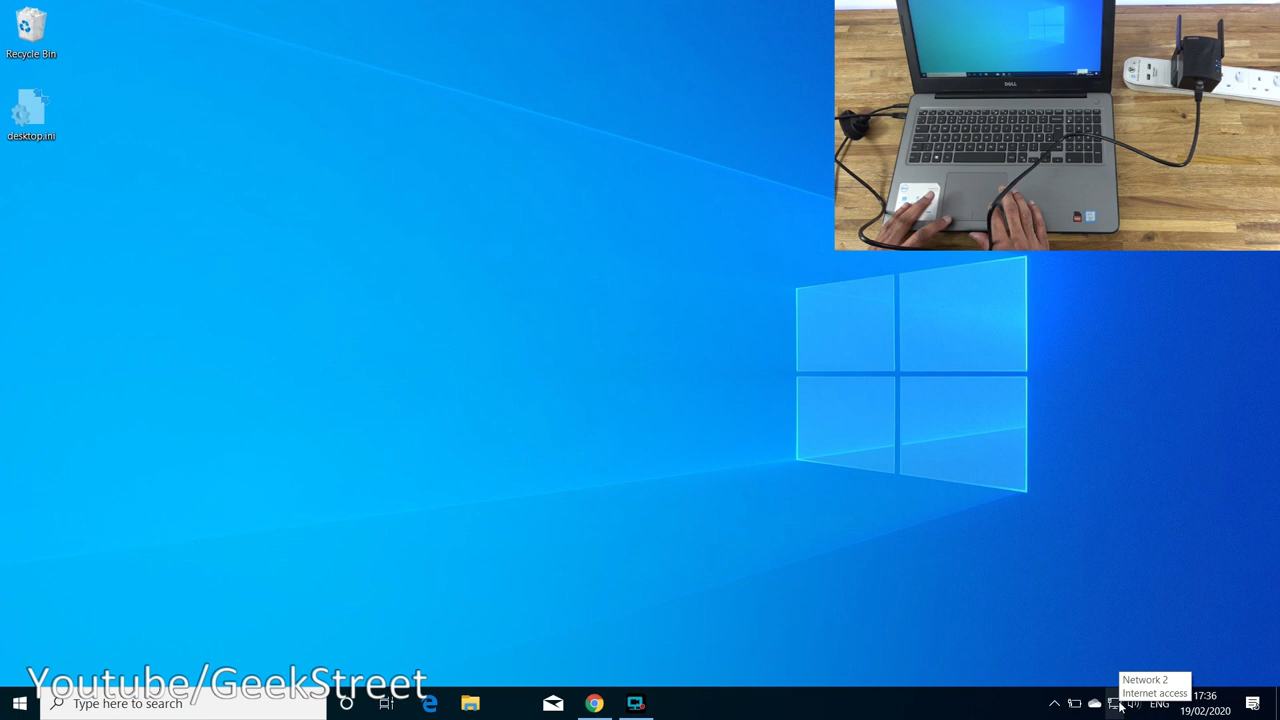 Recycle Bin
desktop.ini
DELL
Youtube/GeekStreet
Type here to search
Network 2
Internet access
ENG
17:36
19/02/2020